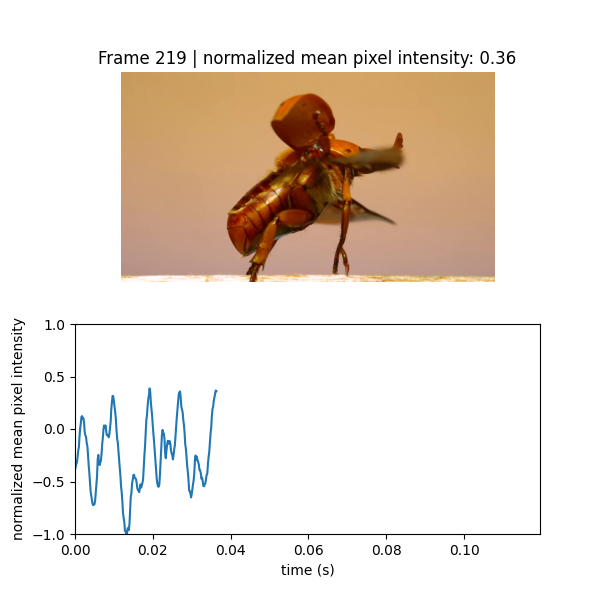 Frame 219 | normalized mean pixel intensity: 0.36
1.0
0.5
0.0
−0.5
−1.0
normalized mean pixel intensity
0.00 0.02 0.04 0.06 0.08 0.10
time (s)